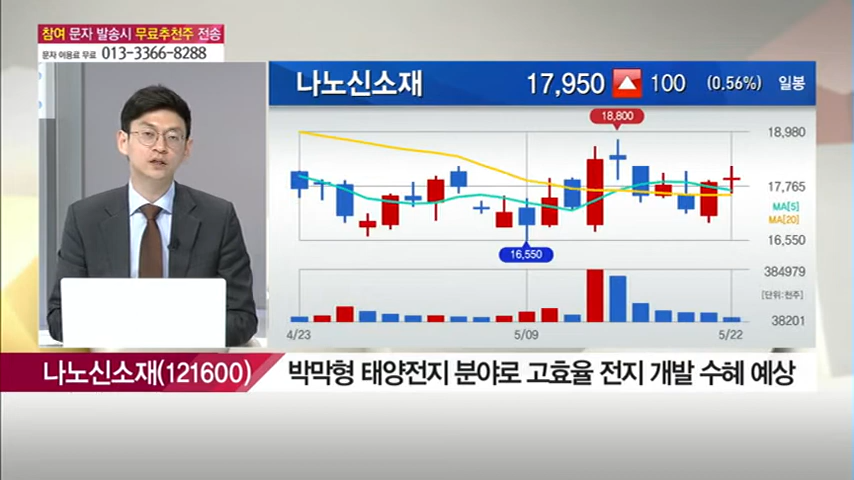 참여 문자 발송시 무료추천주 전송
문자 이용료 무료 013-3366-8288
나노신소재 17,950 100 (0.56%) 일봉
18,800
18,980
17,765
MA[5]
MA[20]
16,550
16,550
384979
[단위:천주]
38201
4/23 5/09 5/22
나노신소재(121600) 박막형 태양전지 분야로 고효율 전지 개발 수혜 예상